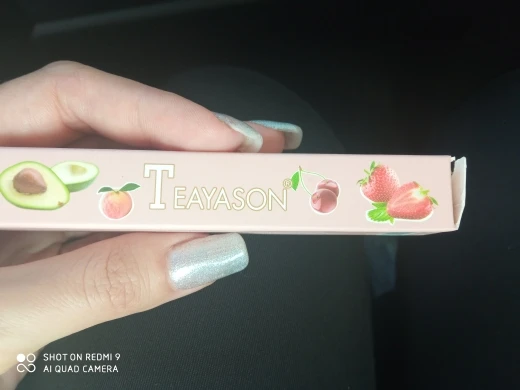 TEAYASON®
SHOT ON REDMI 9
AI QUAD CAMERA